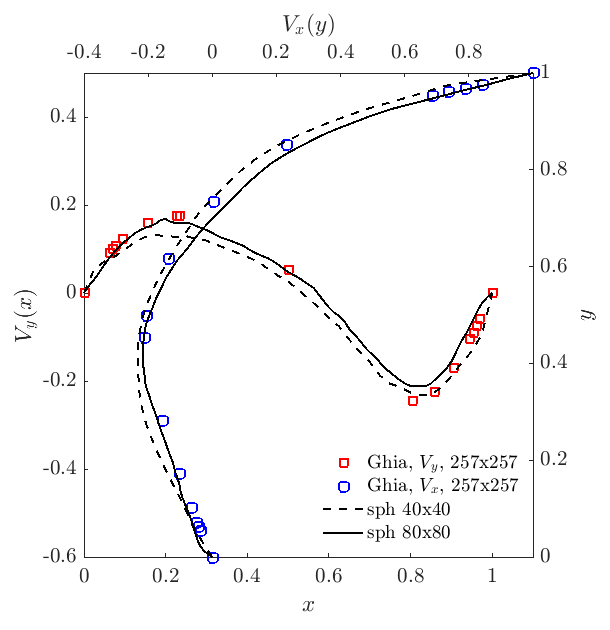 V_x(y)
-0.4 -0.2 0 0.2 0.4 0.6 0.8
0.4
0.2
0
-0.2
-0.4
-0.6
V_y(x)
1
0.8
0.6
0.4
0.2
0
y
Ghia, V_y, 257x257
Ghia, V_x, 257x257
sph 40x40
sph 80x80
0 0.2 0.4 0.6 0.8 1
x